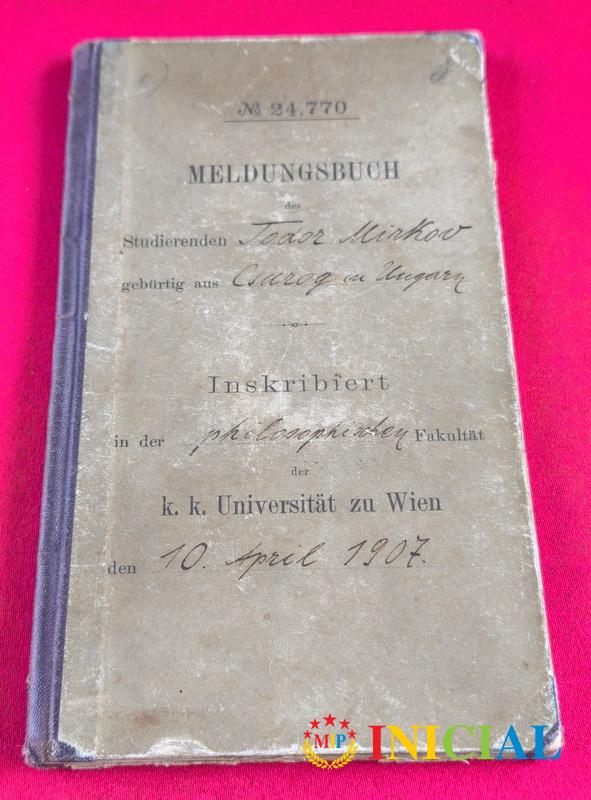 № 24,770
MELDUNGSBUCH
des
Studierenden Todor Mirkov
gebürtig aus Csurog in Ungarn
Inskribiert
in der philosophischen Fakultät
der
k. k. Universität zu Wien
den 10. April 1907.
MIP INICIAL